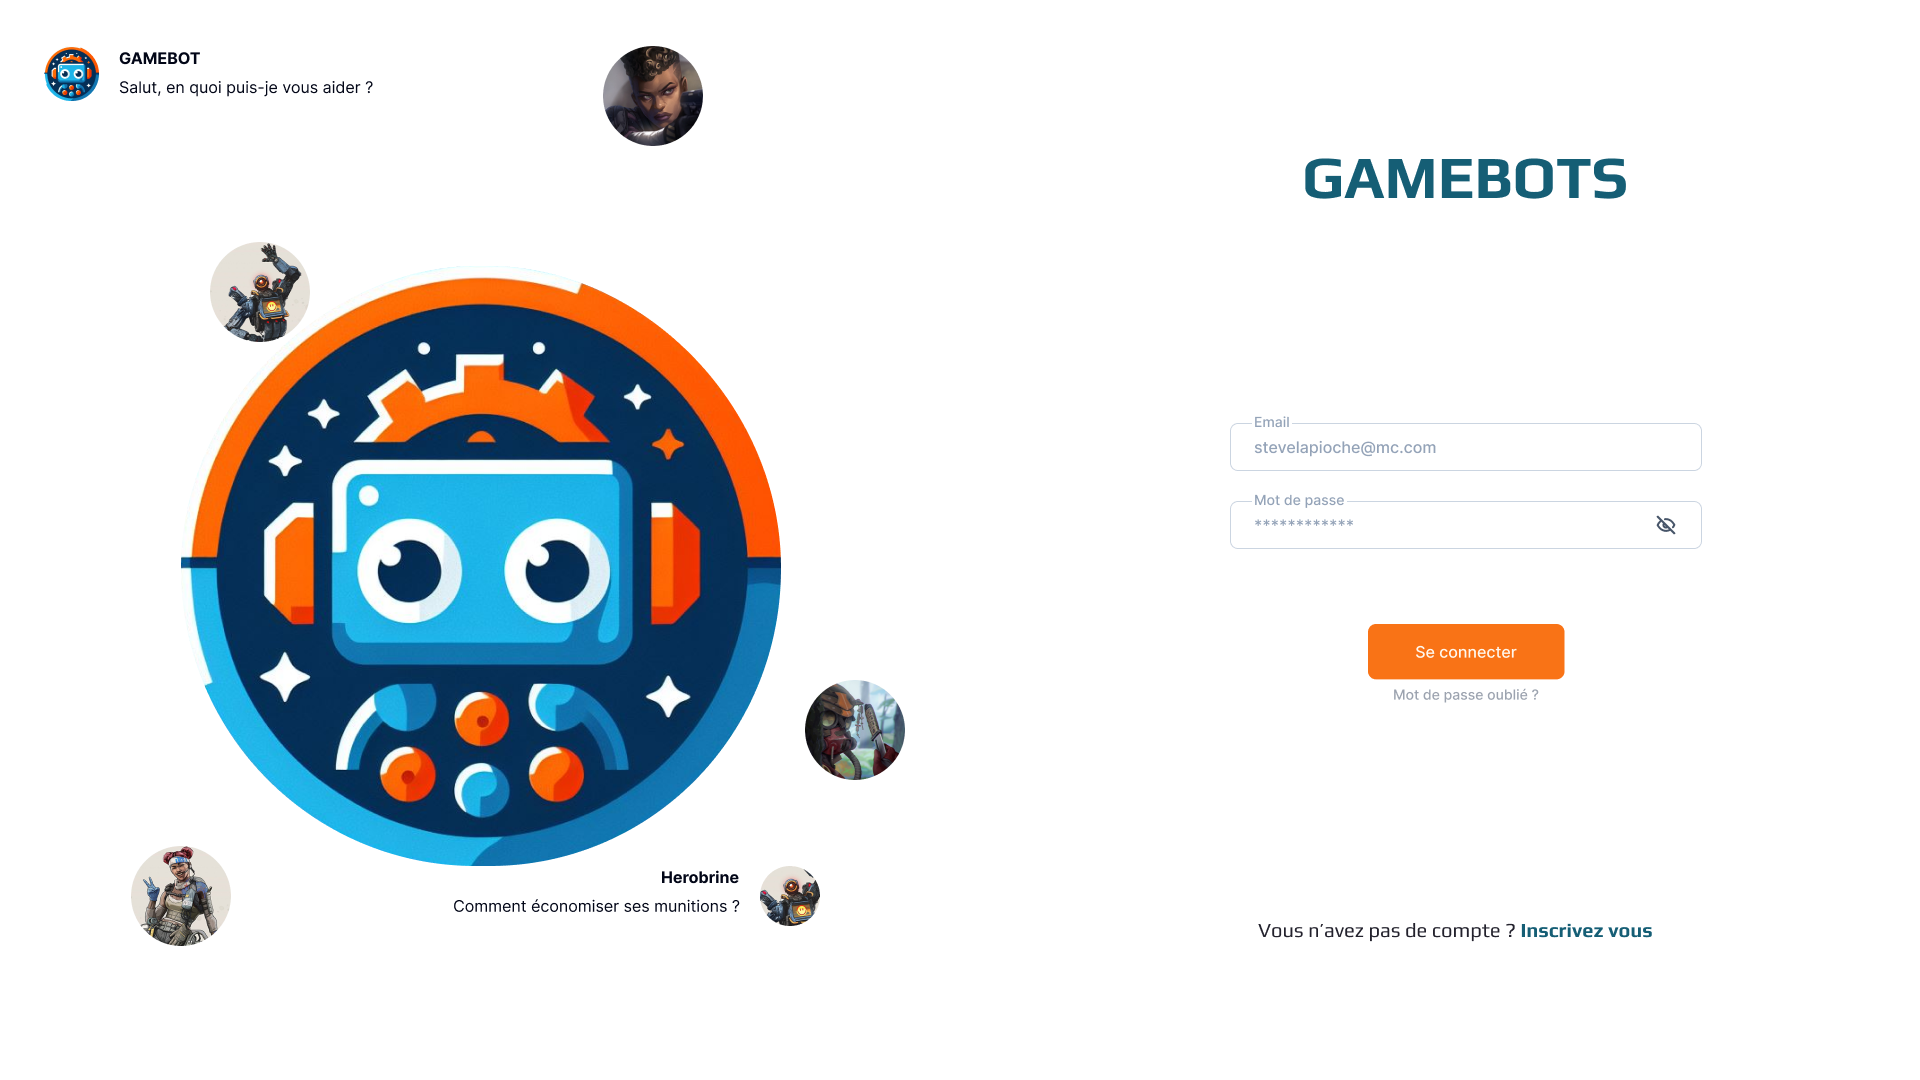 GAMEBOT
Salut, en quoi puis-je vous aider ?
GAMEBOTS
Email
stevelapioche@mc.com
Mot de passe
************
Se connecter
Mot de passe oublié ?
Herobrine
Comment économiser ses munitions ?
Vous n’avez pas de compte ? Inscrivez vous